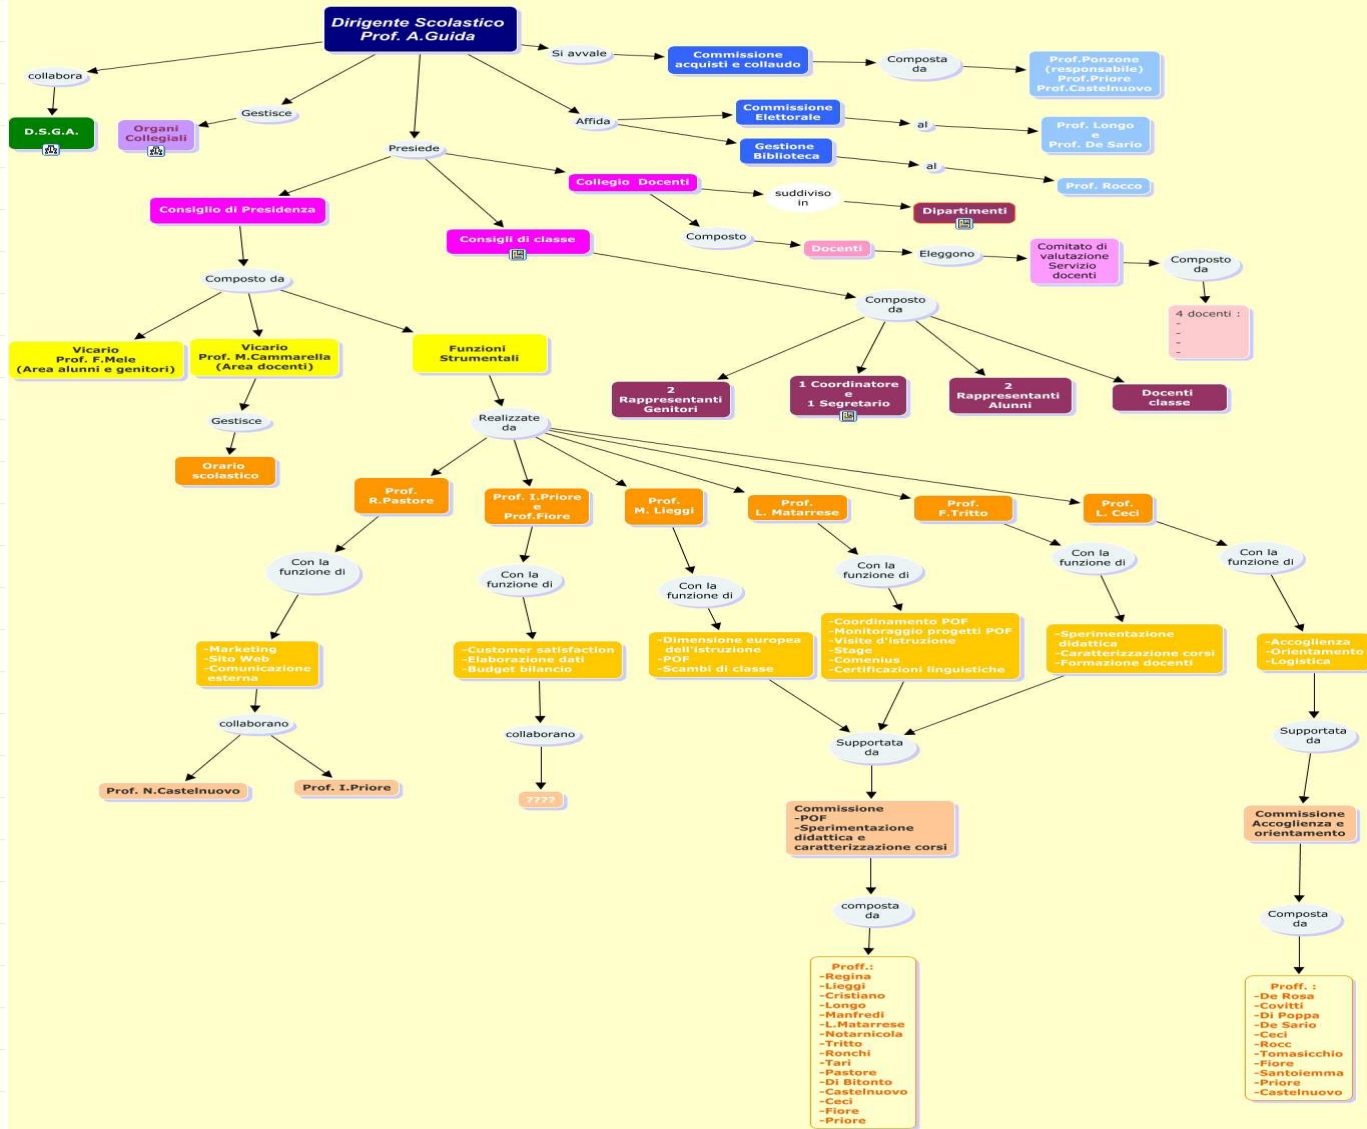 Dirigente Scolastico
Prof. A.Guida
Si avvale
Commissione
acquisti e collaudo
Composta
da
Prof.Ponzone
(responsabile)
Prof.Priore
Prof.Castelnuovo
collabora
D.S.G.A.
Gestisce
Organi
Collegiali
Affida
Commissione
Elettorale
al
Prof. Longo
e
Prof. De Sario
Gestione
Biblioteca
al
Prof. Rocco
Presiede
Collegio  Docenti
suddiviso
in
Dipartimenti
Consiglio di Presidenza
Consigli di classe
Composto
Docenti
Eleggono
Comitato di
valutazione
Servizio
docenti
Composto
da
4 docenti :
-
-
-
-
Composto da
Composto
da
Vicario
Prof. F.Mele
(Area alunni e genitori)
Vicario
Prof. M.Cammarella
(Area docenti)
Funzioni
Strumentali
2
Rappresentanti
Genitori
1 Coordinatore
e
1 Segretario
2
Rappresentanti
Alunni
Docenti
classe
Gestisce
Orario
scolastico
Realizzate
da
Prof.
R.Pastore
Prof. I.Priore
e
Prof.Fiore
Prof.
M. Lieggi
Prof.
L. Matarrese
Prof.
F.Tritto
Prof.
L. Ceci
Con la
funzione di
Con la
funzione di
Con la
funzione di
Con la
funzione di
Con la
funzione di
Con la
funzione di
-Marketing
-Sito Web
-Comunicazione
esterna
-Customer satisfaction
-Elaborazione dati
-Budget bilancio
-Dimensione europea
dell'istruzione
-POF
-Scambi di classe
-Coordinamento POF
-Monitoraggio progetti POF
-Visite d'istruzione
-Stage
-Comenius
-Certificazioni linguistiche
-Sperimentazione
didattica
-Caratterizzazione corsi
-Formazione docenti
-Accoglienza
-Orientamento
-Logistica
collaborano
collaborano
Supportata
da
Supportata
da
Prof. N.Castelnuovo
Prof. I.Priore
????
Commissione
-POF
-Sperimentazione
didattica e
caratterizzazione corsi
Commissione
Accoglienza e
orientamento
composta
da
Composta
da
Proff.:
-Regina
-Lieggi
-Cristiano
-Longo
-Manfredi
-L.Matarrese
-Notarnicola
-Tritto
-Ronchi
-Tari
-Pastore
-Di Bitonto
-Castelnuovo
-Ceci
-Fiore
-Priore
Proff. :
-De Rosa
-Covitti
-Di Poppa
-De Sario
-Ceci
-Rocc
-Tomasicchio
-Fiore
-Santoiemma
-Priore
-Castelnuovo